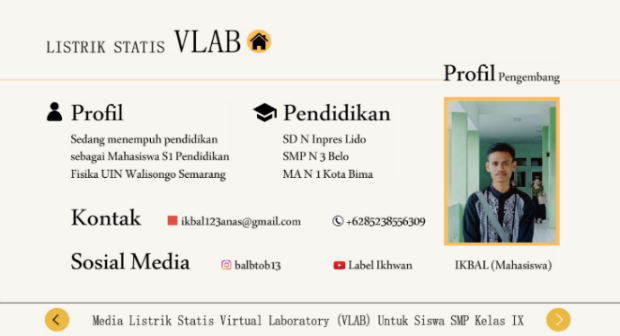 LISTRIK STATIS VLAB
Profil Pengembang
Profil
Sedang menempuh pendidikan
sebagai Mahasiswa S1 Pendidikan
Fisika UIN Walisongo Semarang
Pendidikan
SD N Inpres Lido
SMP N 3 Belo
MA N 1 Kota Bima
Kontak
ikbal123anas@gmail.com
+6285238556309
Sosial Media
balbtob13
Label Ikhwan
IKBAL (Mahasiswa)
Media Listrik Statis Virtual Laboratory (VLAB) Untuk Siswa SMP Kelas IX